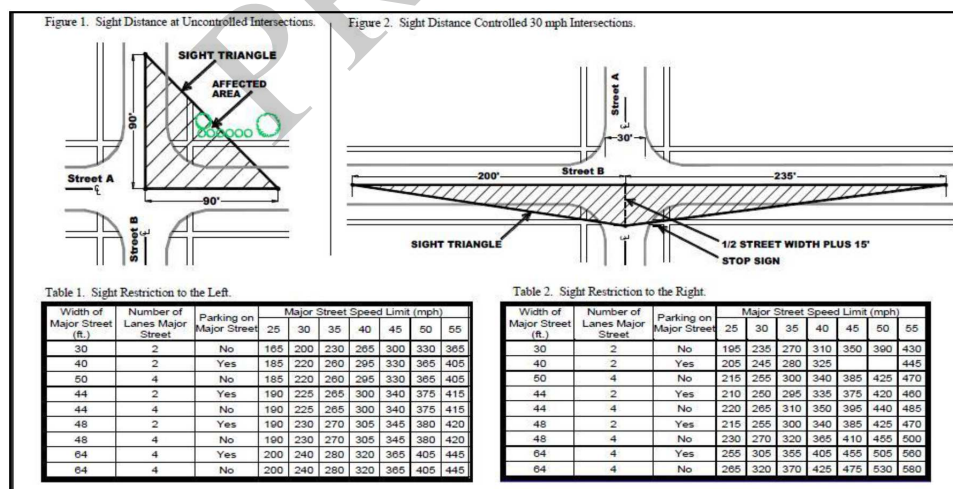 Figure 1. Sight Distance at Uncontrolled Intersections.
Figure 2. Sight Distance Controlled 30 mph Intersections.
SIGHT TRIANGLE
AFFECTED
AREA
90'
Street A
C
L
90'
Street B
C
L
Street A
C
L
30'
200'
Street B
235'
SIGHT TRIANGLE
1/2 STREET WIDTH PLUS 15'
STOP SIGN
C
L
Table 1. Sight Restriction to the Left.
Width of Major Street (ft.) Number of Lanes Major Street Parking on Major Street Major Street Speed Limit (mph)
25 30 35 40 45 50 55
30 2 No 165 200 230 265 300 330 365
40 2 Yes 185 220 260 295 330 365 405
50 4 No 185 220 260 295 330 365 405
44 2 Yes 190 225 265 300 340 375 415
44 4 No 190 225 265 300 340 375 415
48 2 Yes 190 230 270 305 345 380 420
48 4 No 190 230 270 305 345 380 420
64 4 Yes 200 240 280 320 365 405 445
64 4 No 200 240 280 320 365 405 445
Table 2. Sight Restriction to the Right.
Width of Major Street (ft.) Number of Lanes Major Street Parking on Major Street Major Street Speed Limit (mph)
25 30 35 40 45 50 55
30 2 No 195 235 270 310 350 390 430
40 2 Yes 205 245 280 325 445
50 4 No 215 255 300 340 385 425 470
44 2 Yes 210 250 295 335 375 420 460
44 4 No 220 265 310 350 395 440 485
48 2 Yes 215 255 300 340 385 425 470
48 4 No 230 270 320 365 410 455 500
64 4 Yes 255 305 355 405 455 505 560
64 4 No 265 320 370 425 475 530 580